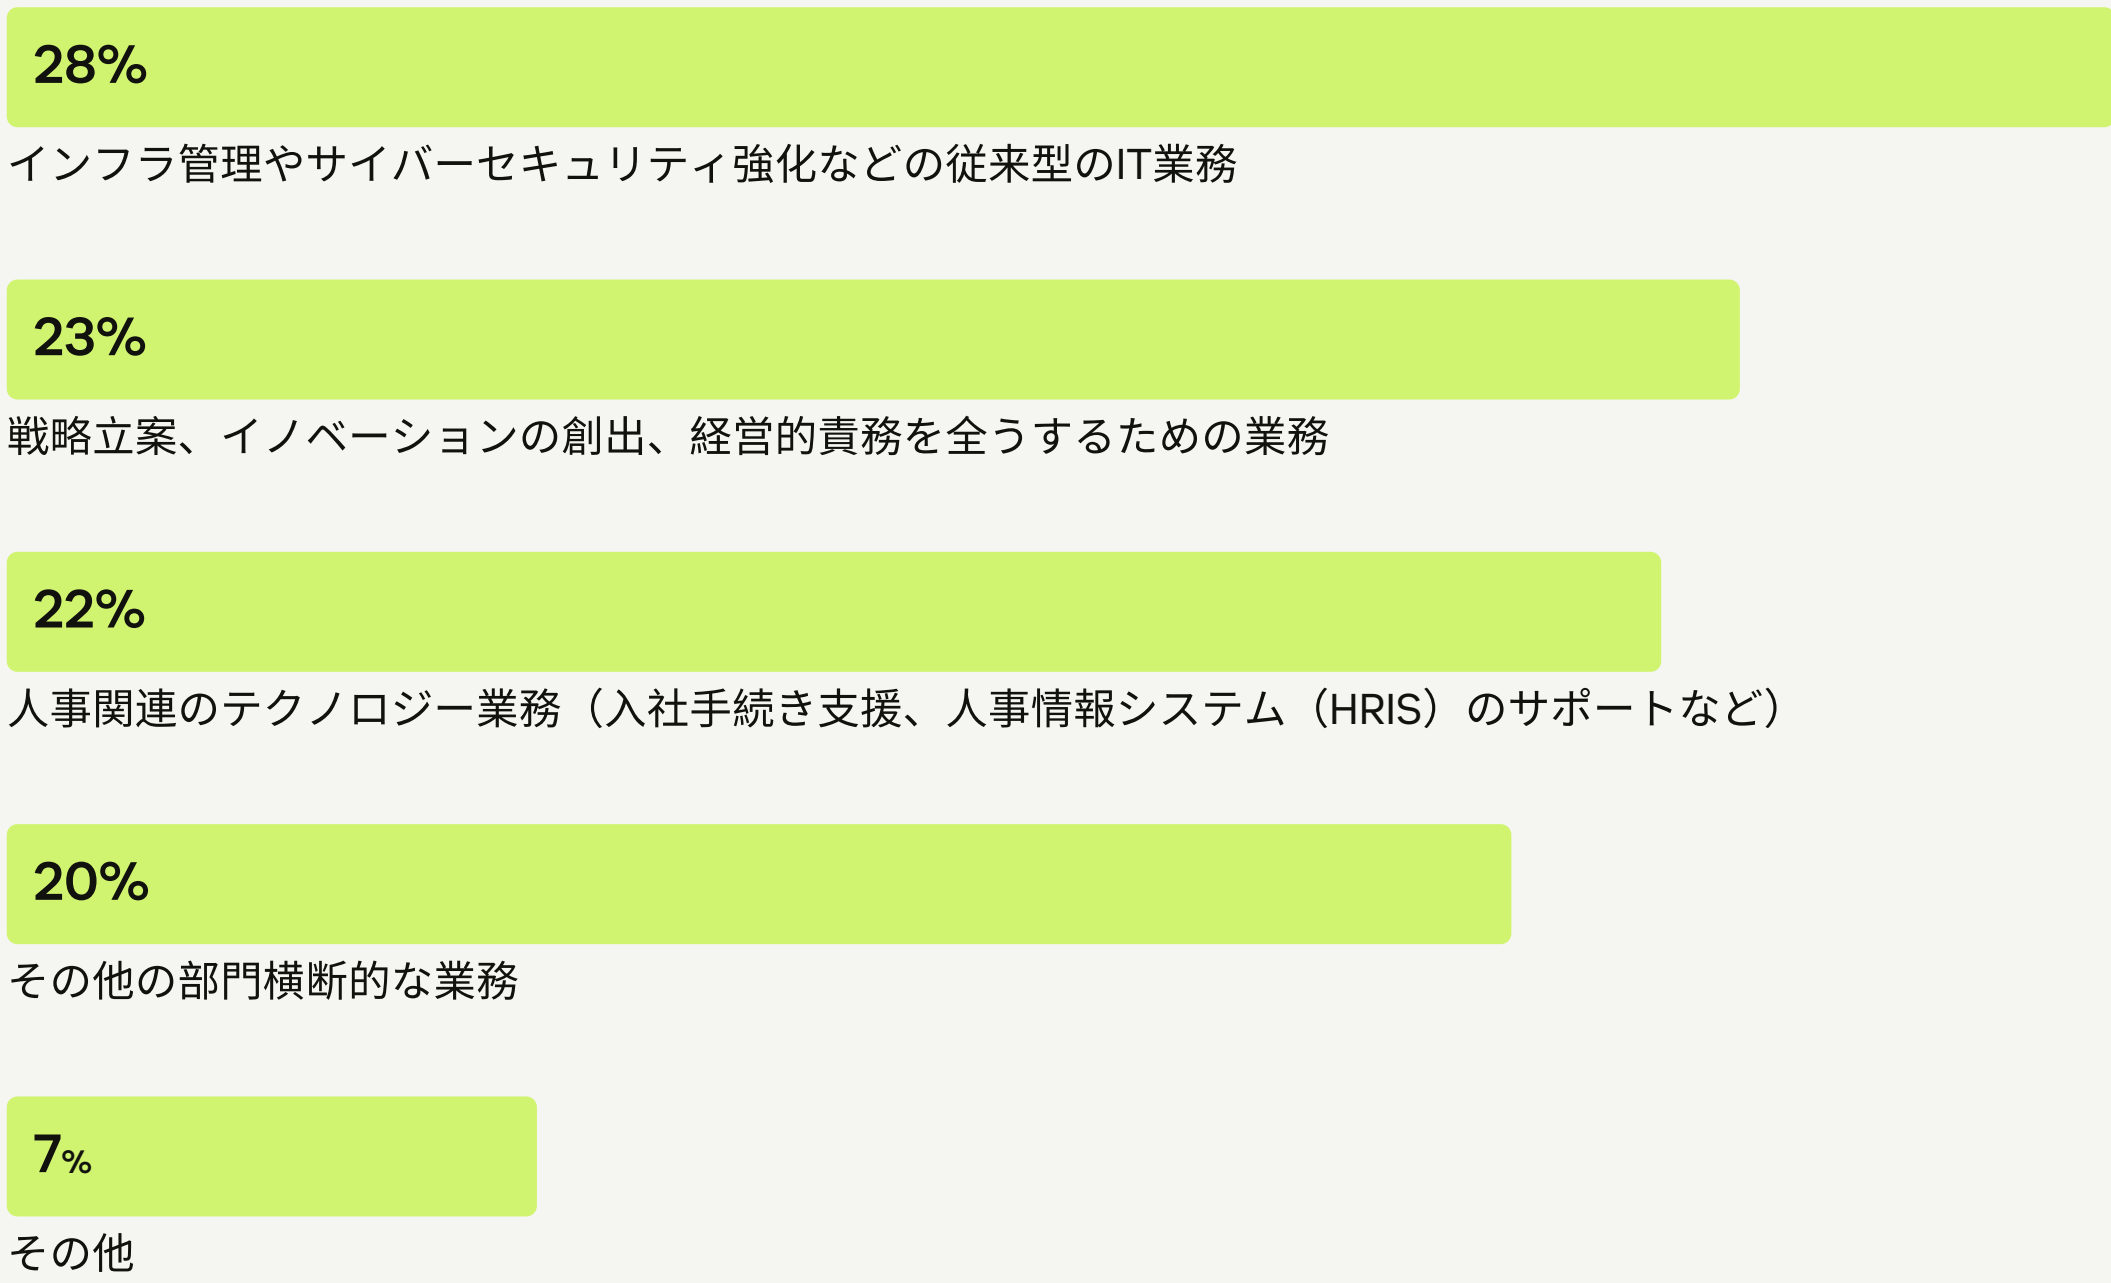 28%
インフラ管理やサイバーセキュリティ強化などの従来型のIT業務
23%
戦略立案、イノベーションの創出、経営的責務を全うするための業務
22%
人事関連のテクノロジー業務（入社手続き支援、人事情報システム（HRIS）のサポートなど）
20%
その他の部門横断的な業務
7%
その他